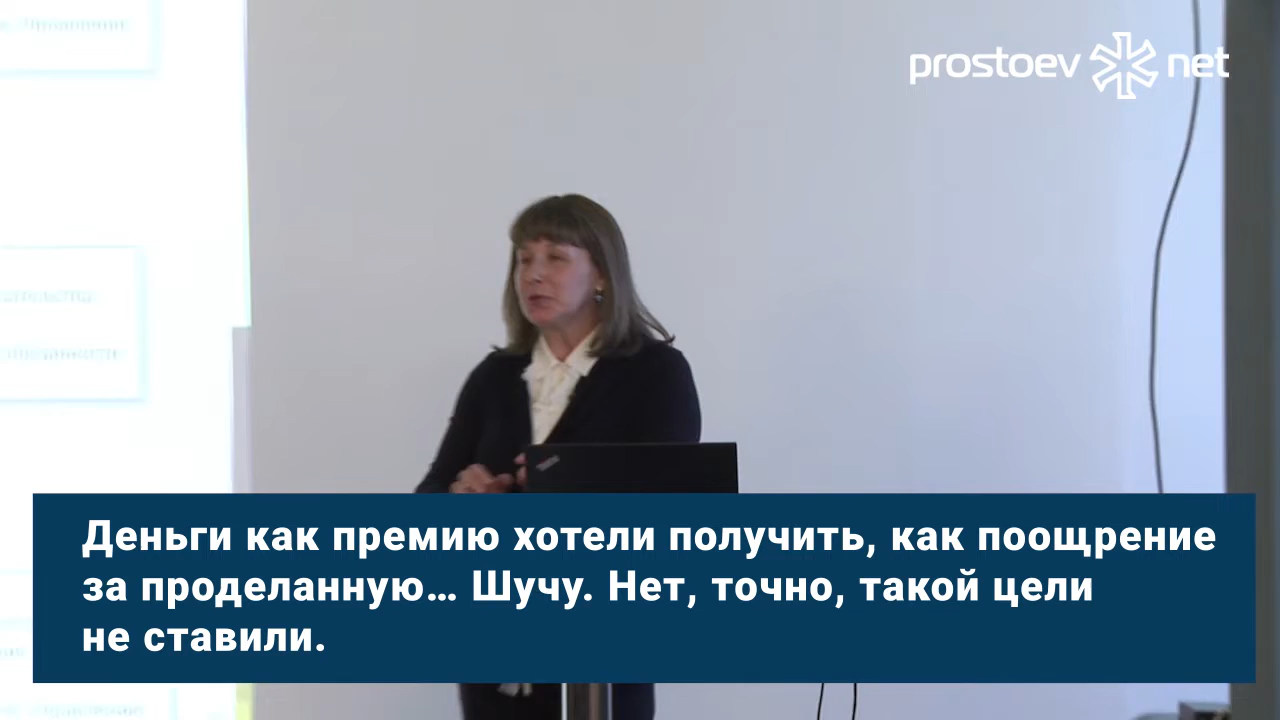 prostoev net
Деньги как премию хотели получить, как поощрение
за проделанную... Шучу. Нет, точно, такой цели
не ставили.